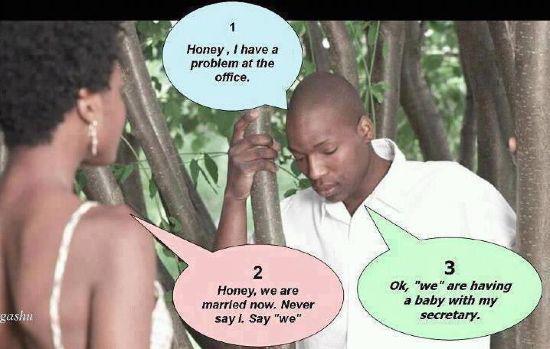 1
Honey , I have a
problem at the
office.
2
Honey, we are
married now. Never
say I. Say "we"
3
Ok, "we" are having
a baby with my
secretary.
gashu